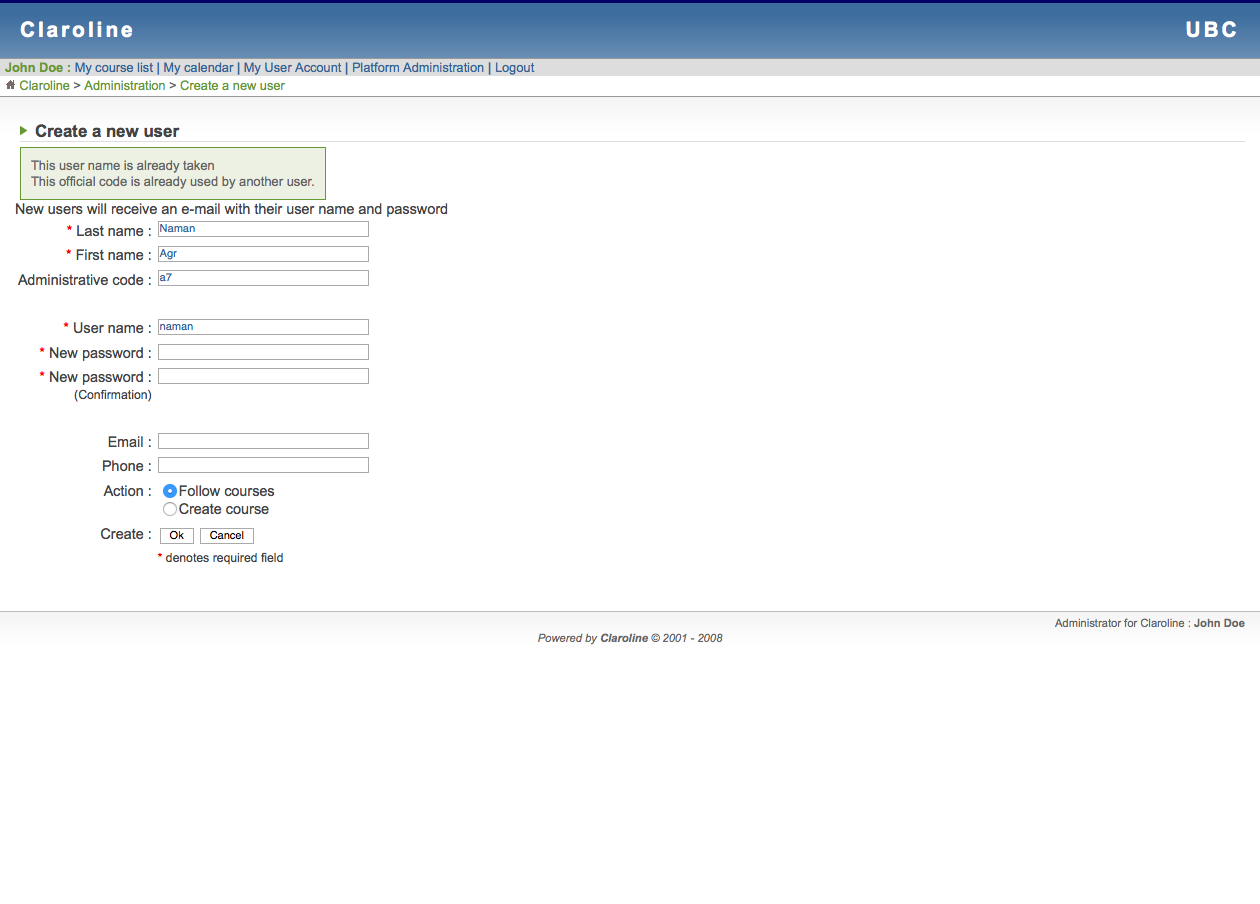 Claroline UBC
John Doe : My course list | My calendar | My User Account | Platform Administration | Logout
Claroline > Administration > Create a new user
Create a new user
This user name is already taken
This official code is already used by another user.
New users will receive an e-mail with their user name and password
* Last name : Naman
* First name : Agr
Administrative code : a7
* User name : naman
* New password :
* New password :
(Confirmation)
Email :
Phone :
Action : Follow courses
Create course
Create : Ok Cancel
* denotes required field
Administrator for Claroline : John Doe
Powered by Claroline © 2001 - 2008